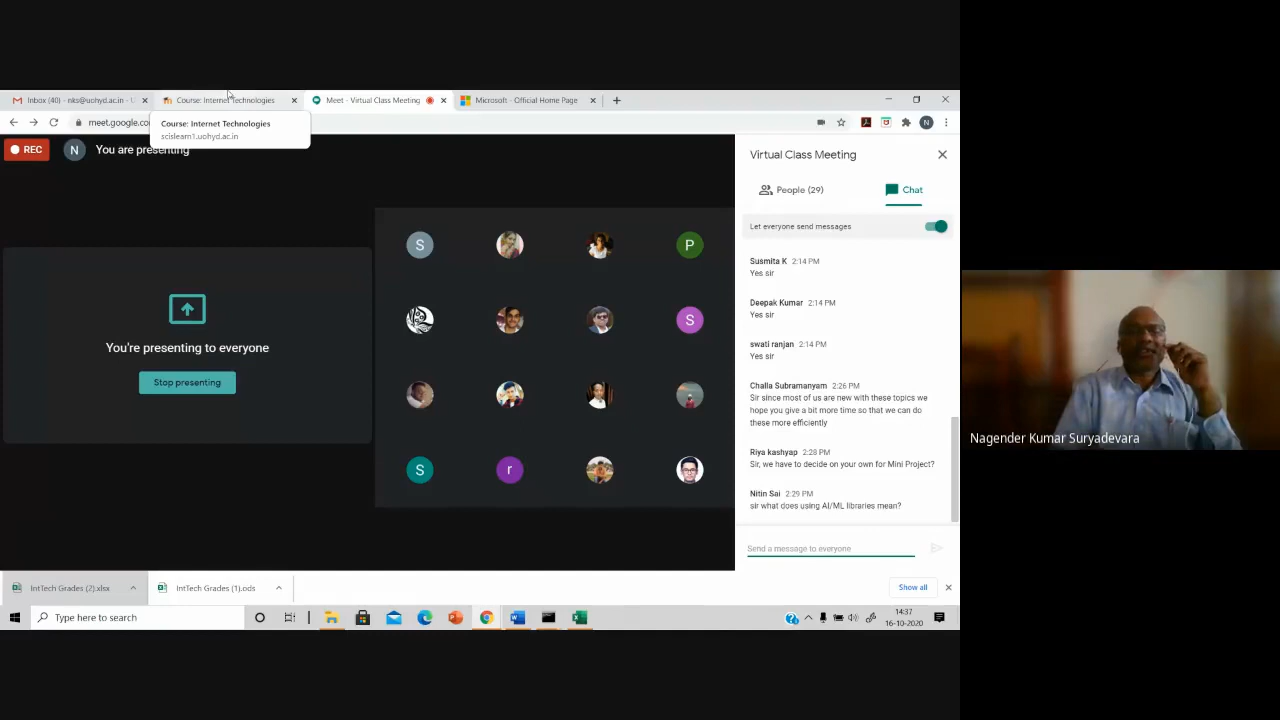 Inbox (40) - nks@uohyd.ac.in - U
Course: Internet Technologies
Meet - Virtual Class Meeting
Microsoft - Official Home Page
meet.google.co
Course: Internet Technologies
scislearn1.uohyd.ac.in
REC
N
You are presenting
You're presenting to everyone
Stop presenting
S
P
S
S
r
Virtual Class Meeting
People (29)
Chat
Let everyone send messages
Susmita K 2:14 PM
Yes sir
Deepak Kumar 2:14 PM
Yes sir
swati ranjan 2:14 PM
Yes sir
Challa Subramanyam 2:26 PM
Sir since most of us are new with these topics we
hope you give a bit more time so that we can do
these more efficiently
Riya kashyap 2:28 PM
Sir, we have to decide on your own for Mini Project?
Nitin Sai 2:29 PM
sir what does using AI/ML libraries mean?
Send a message to everyone
Nagender Kumar Suryadevara
IntTech Grades (2).xlsx
IntTech Grades (1).ods
Show all
Type here to search
14:37
16-10-2020